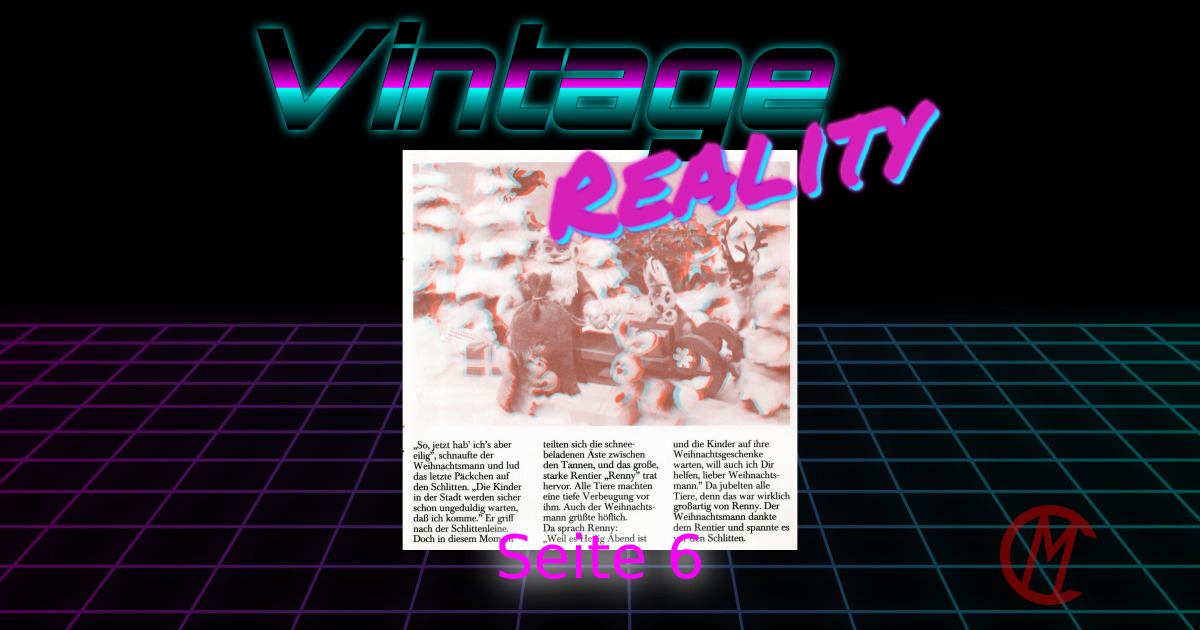 Vintage
REALITY
„So, jetzt hab' ich's aber
eilig", schnaufte der
Weihnachtsmann und lud
das letzte Päckchen auf
den Schlitten. „Die Kinder
in der Stadt werden sicher
schon ungeduldig warten,
daß ich komme." Er griff
nach der Schlittenleine.
Doch in diesem Moment
teilten sich die schnee-
beladenen Äste zwischen
den Tannen, und das große,
starke Rentier „Renny" trat
hervor. Alle Tiere machten
eine tiefe Verbeugung vor
ihm. Auch der Weihnachts-
mann grüßte höflich.
Da sprach Renny:
„Weil es Heilig Abend ist
und die Kinder auf ihre
Weihnachtsgeschenke
warten, will auch ich Dir
helfen, lieber Weihnachts-
mann." Da jubelten alle
Tiere, denn das war wirklich
großartig von Renny. Der
Weihnachtsmann dankte
dem Rentier und spannte es
vor den Schlitten.
Seite 6